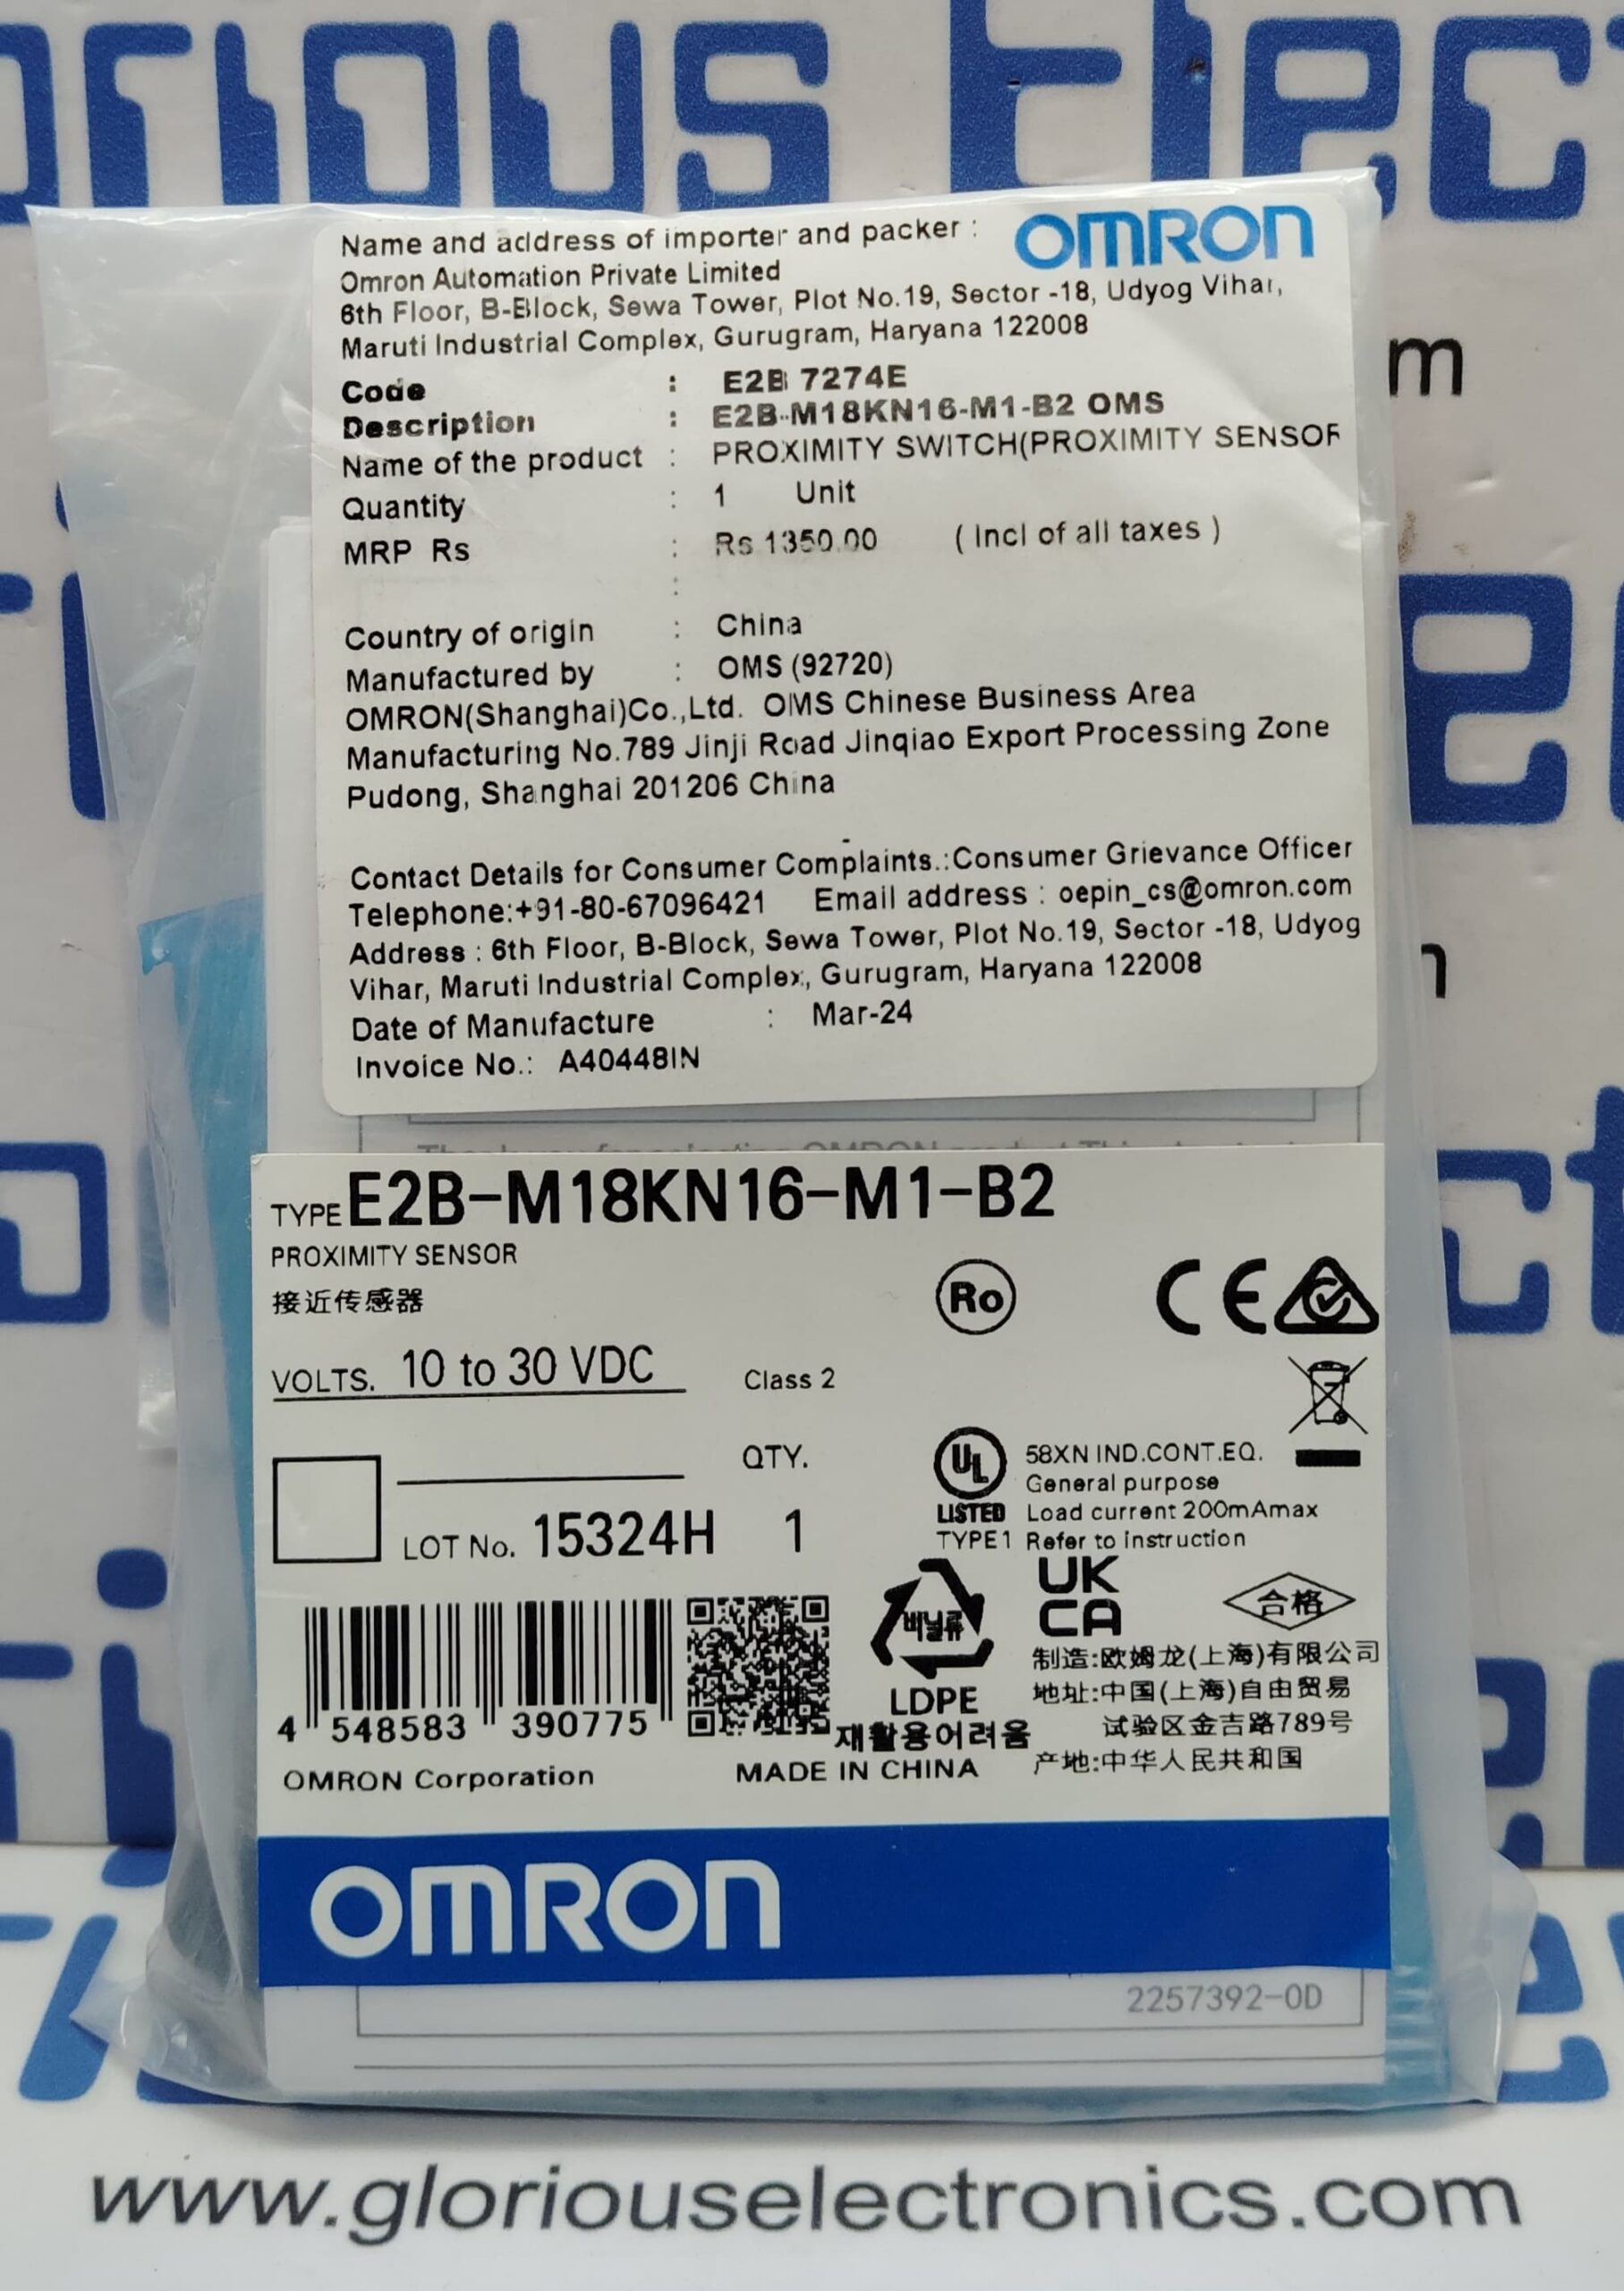 rious Elect
Name and address of importer and packer :
OMRON
Omron Automation Private Limited
6th Floor, B-Block, Sewa Tower, Plot No.19, Sector -18, Udyog Vihar,
Maruti Industrial Complex, Gurugram, Haryana 122008
Code : E2B 7274E
Description : E2B-M18KN16-M1-B2 OMS
Name of the product : PROXIMITY SWITCH(PROXIMITY SENSOR
Quantity : 1 Unit
MRP Rs : Rs 1350.00 ( Incl of all taxes )
:
Country of origin : China
Manufactured by : OMS (92720)
OMRON(Shanghai)Co.,Ltd. OMS Chinese Business Area
Manufacturing No.789 Jinji Road Jinqiao Export Processing Zone
Pudong, Shanghai 201206 China
Contact Details for Consumer Complaints.:Consumer Grievance Officer
Telephone:+91-80-67096421 Email address : oepin_cs@omron.com
Address : 6th Floor, B-Block, Sewa Tower, Plot No.19, Sector -18, Udyog
Vihar, Maruti Industrial Complex, Gurugram, Haryana 122008
Date of Manufacture : Mar-24
Invoice No.: A40448IN
TYPE E2B-M18KN16-M1-B2
PROXIMITY SENSOR
接近传感器
Ro
CE
VOLTS. 10 to 30 VDC
Class 2
QTY.
1
LOT No. 15324H
UL
LISTED
TYPE1
58XN IND.CONT.EQ.
General purpose
Load current 200mAmax
Refer to instruction
비닐류
LDPE
재활용어려움
UK
CA
合格
制造:欧姆龙(上海)有限公司
地址:中国(上海)自由贸易
试验区金吉路789号
产地:中华人民共和国
4 548583 390775
OMRON Corporation
MADE IN CHINA
OMRON
2257392-0D
www.gloriouselectronics.com